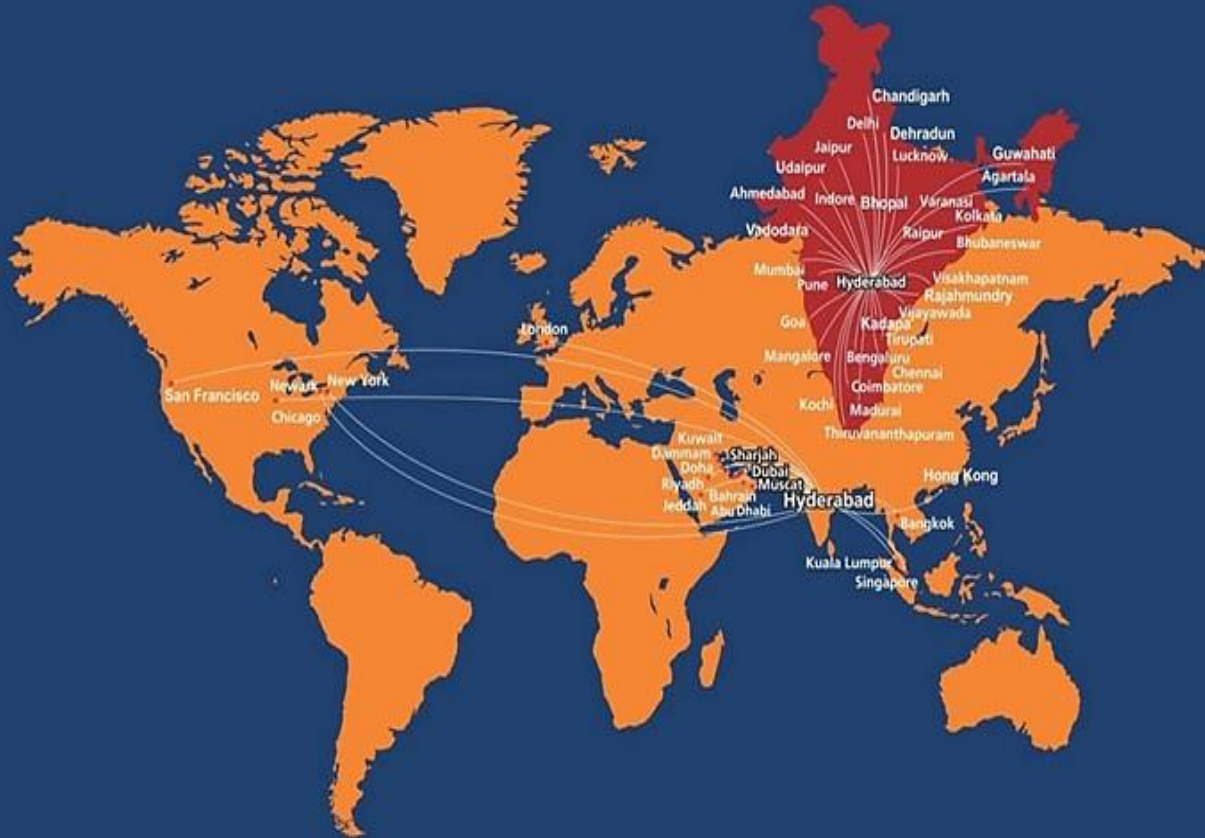 Chandigarh
Delhi
Dehradun
Jaipur
Lucknow
Guwahati
Udaipur
Agartala
Ahmedabad
Indore
Bhopal
Varanasi
Kolkata
Vadodara
Raipur
Bhubaneswar
Mumbai
Pune
Hyderabad
Visakhapatnam
Rajahmundry
Vijayawada
Goa
Kadapa
Tirupati
Mangalore
Bengaluru
Chennai
Coimbatore
Kochi
Madurai
Thiruvananthapuram
London
San Francisco
Newark
New York
Chicago
Kuwait
Dammam
Sharjah
Doha
Dubai
Riyadh
Muscat
Jeddah
Bahrain
Abu Dhabi
Hyderabad
Hong Kong
Bangkok
Kuala Lumpur
Singapore